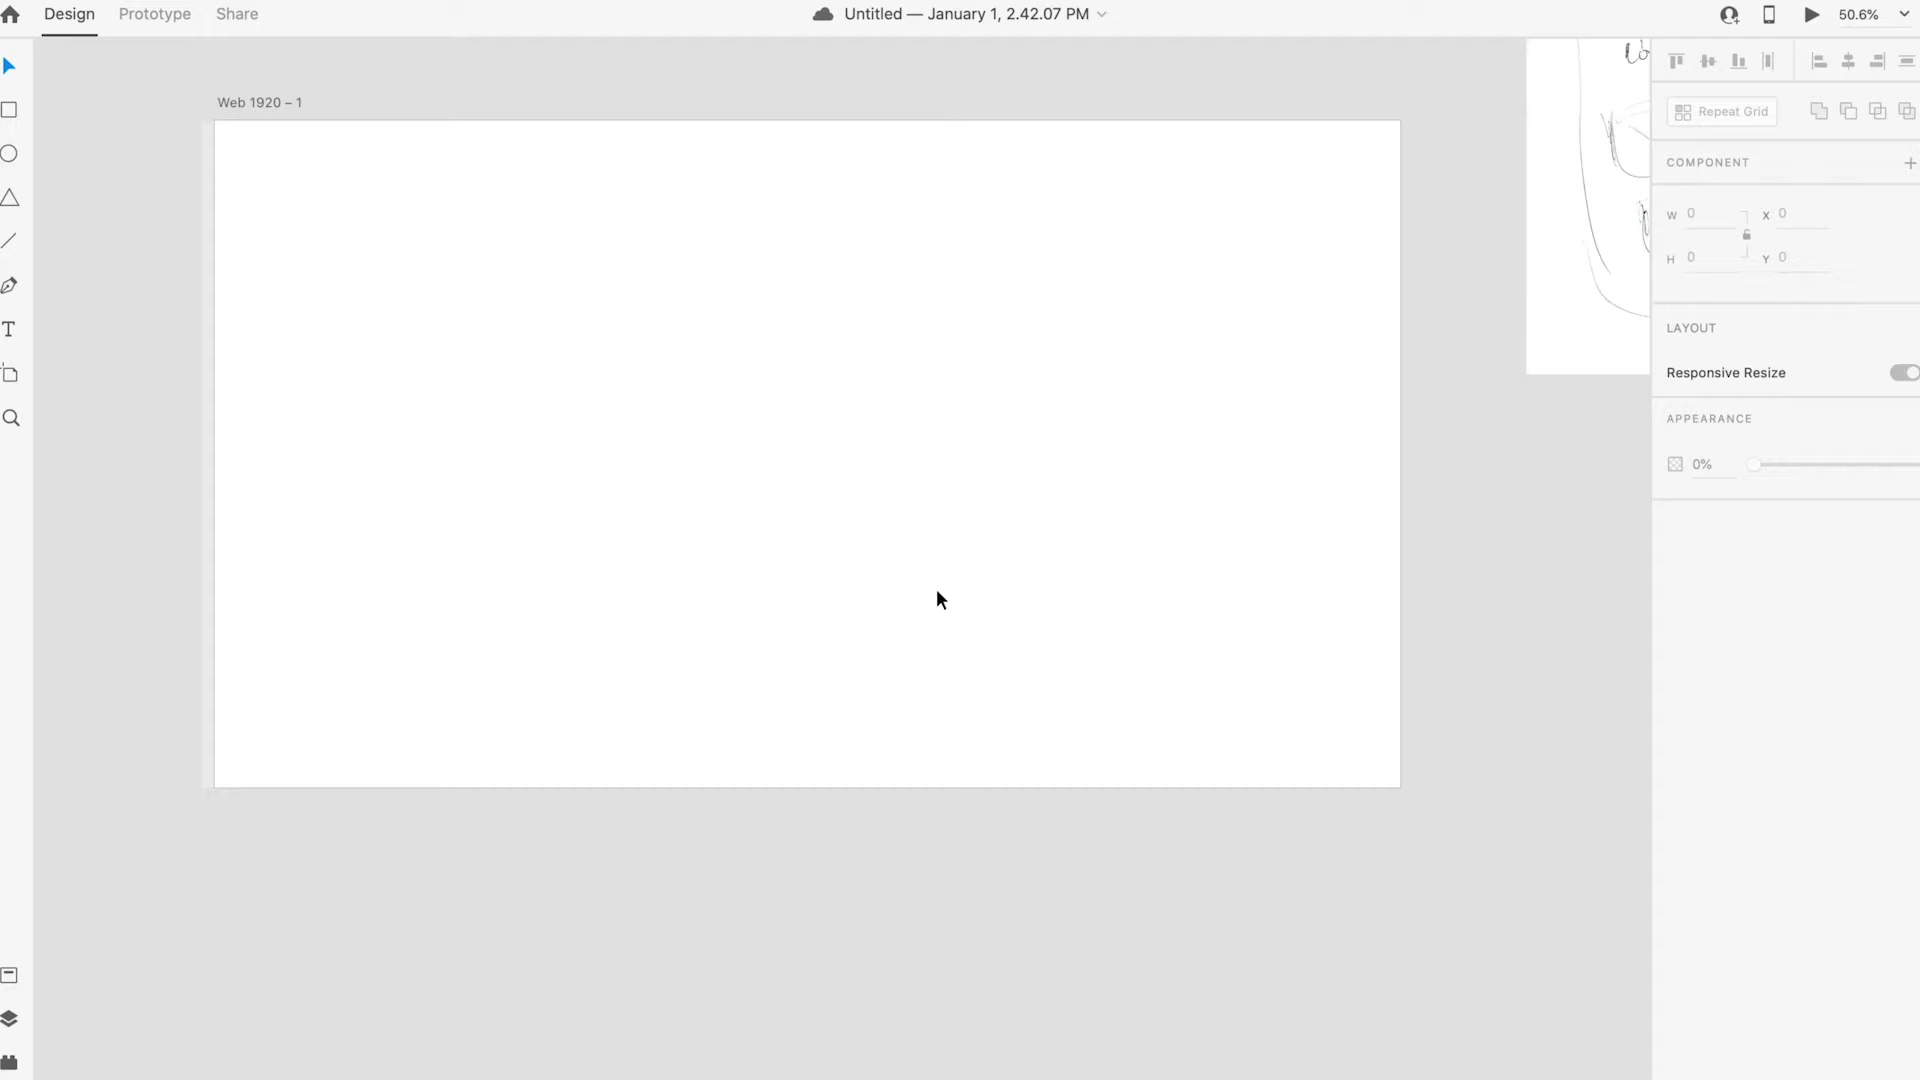 Design Prototype Share
Untitled — January 1, 2.42.07 PM
50.6%
Web 1920 – 1
Repeat Grid
COMPONENT
W 0 X 0
H 0 Y 0
LAYOUT
Responsive Resize
APPEARANCE
0%